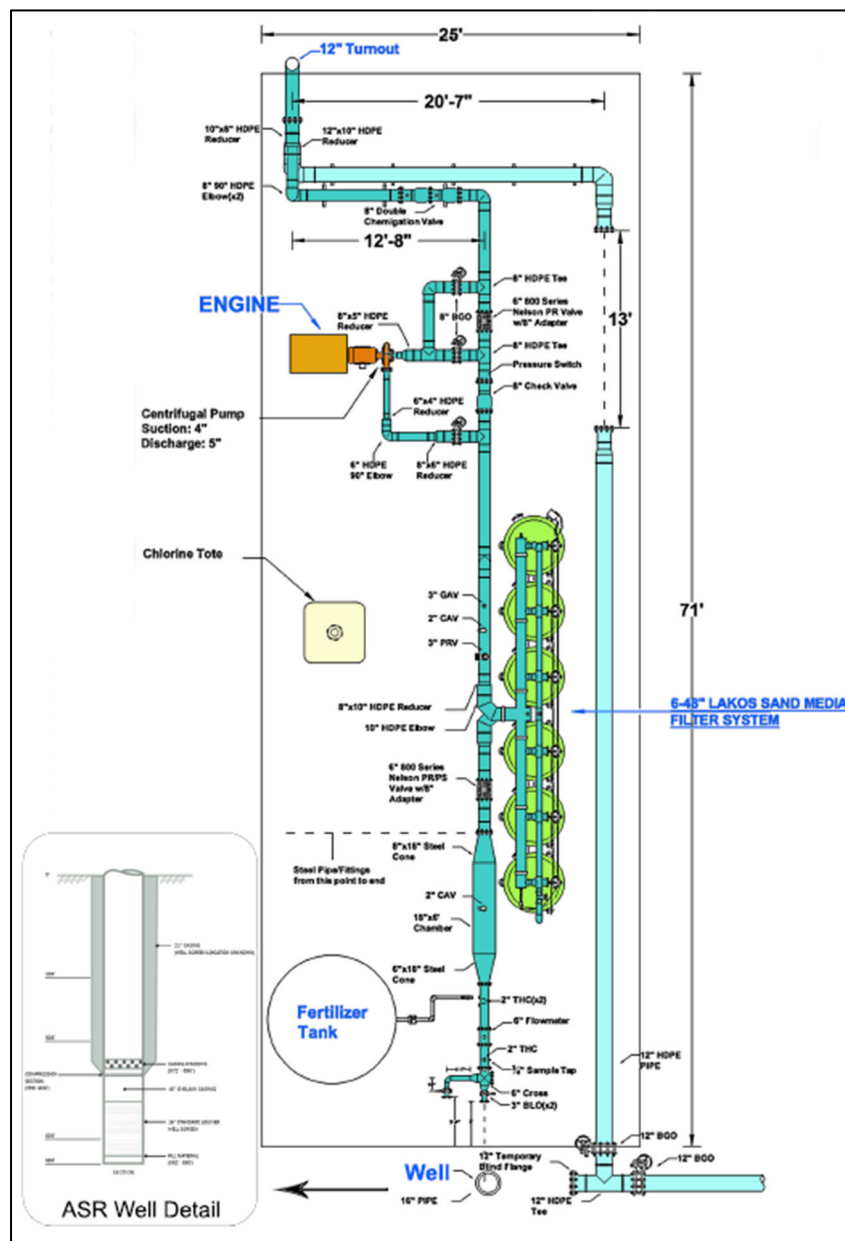 25'
12" Turnout
20'-7"
10"x8" HDPE
Reducer
12"x10" HDPE
Reducer
8" 90° HDPE
Elbow(x2)
8" Double
Chemigation Valve
12'-8"
ENGINE
8"x5" HDPE
Reducer
8" BGO
8" HDPE Tee
6" 800 Series
Nelson PR Valve
w/8" Adapter
8" HDPE Tee
Pressure Switch
8" Check Valve
13'
Centrifugal Pump
Suction: 4"
Discharge: 5"
6"x4" HDPE
Reducer
6" HDPE
90° Elbow
8"x6" HDPE
Reducer
Chlorine Tote
3" GAV
2" CAV
3" PRV
71'
8"x10" HDPE Reducer
10" HDPE Elbow
6-48" LAKOS SAND MEDIA
FILTER SYSTEM
6" 800 Series
Nelson PR/PS
Valve w/8"
Adapter
8"x18" Steel
Cone
Steel Pipe/Fittings
from this point to end
2" CAV
18"x6'
Chamber
6"x18" Steel
Cone
Fertilizer
Tank
2" THC(x2)
6" Flowmeter
2" THC
Sample Tap
6" Cross
3" BLO(x2)
12" HDPE
PIPE
12" BGO
12" BGO
12" Temporary
Blind Flange
12" HDPE
Tee
Well
16" PIPE
SECTION
ASR Well Detail